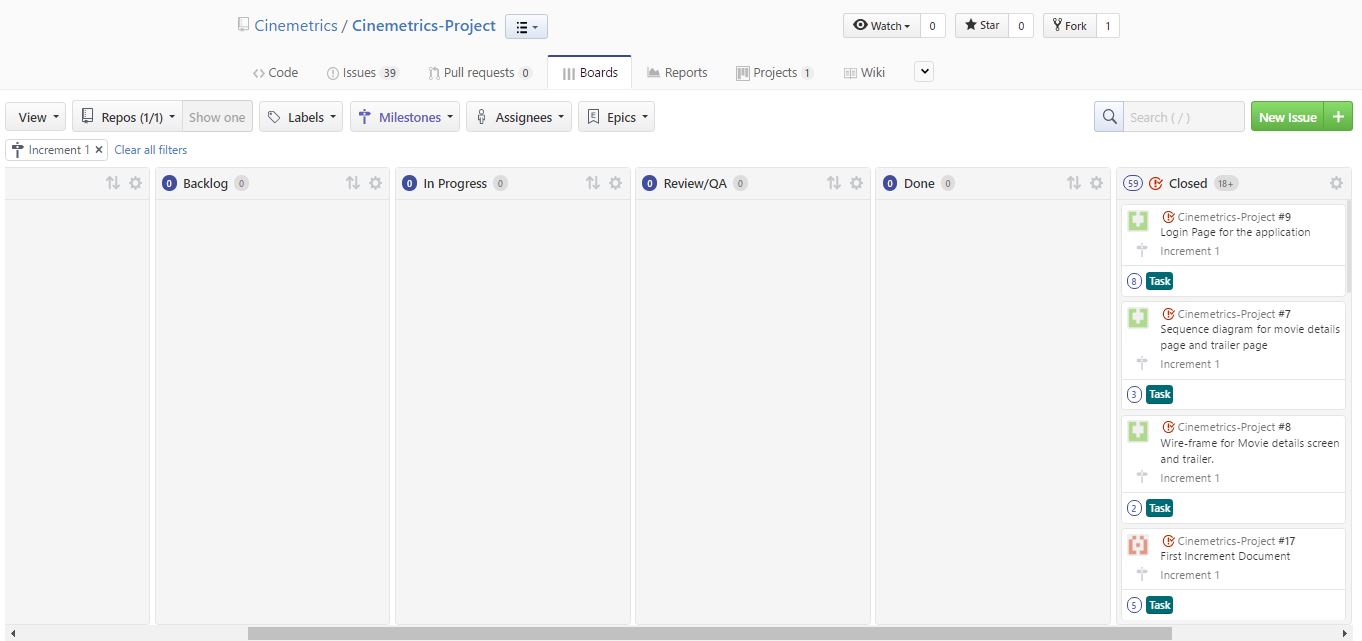 Cinemetrics / Cinemetrics-Project
Watch 0 Star 0 Fork 1
Code Issues 39 Pull requests 0 Boards Reports Projects 1 Wiki
View Repos (1/1) Show one Labels Milestones Assignees Epics Search ( / ) New Issue +
Increment 1 × Clear all filters
0 Backlog 0
0 In Progress 0
0 Review/QA 0
0 Done 0
59 Closed 18+
Cinemetrics-Project #9
Login Page for the application
Increment 1
8 Task
Cinemetrics-Project #7
Sequence diagram for movie details
page and trailer page
Increment 1
3 Task
Cinemetrics-Project #8
Wire-frame for Movie details screen
and trailer.
Increment 1
2 Task
Cinemetrics-Project #17
First Increment Document
Increment 1
5 Task